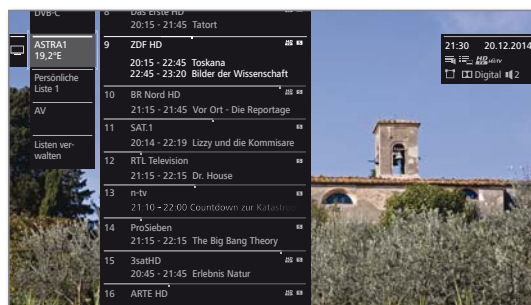 DVB-C
ASTRA1
19,2°E
Persönliche
Liste 1
AV
Listen ver-
walten
8 Das Erste HD
20:15 - 21:45 Tatort
9 ZDF HD
20:15 - 22:45 Toskana
22:45 - 23:20 Bilder der Wissenschaft
10 BR Nord HD
21:15 - 21:45 Vor Ort - Die Reportage
11 SAT.1
20:14 - 22:19 Lizzy und die Kommisare
12 RTL Television
21:15 - 22:15 Dr. House
13 n-tv
21:10 - 22:00 Countdown zur Katastro
14 ProSieben
21:15 - 22:15 The Big Bang Theory
15 3satHD
20:45 - 21:45 Erlebnis Natur
16 ARTE HD
21:30 20.12.2014
Digital 2